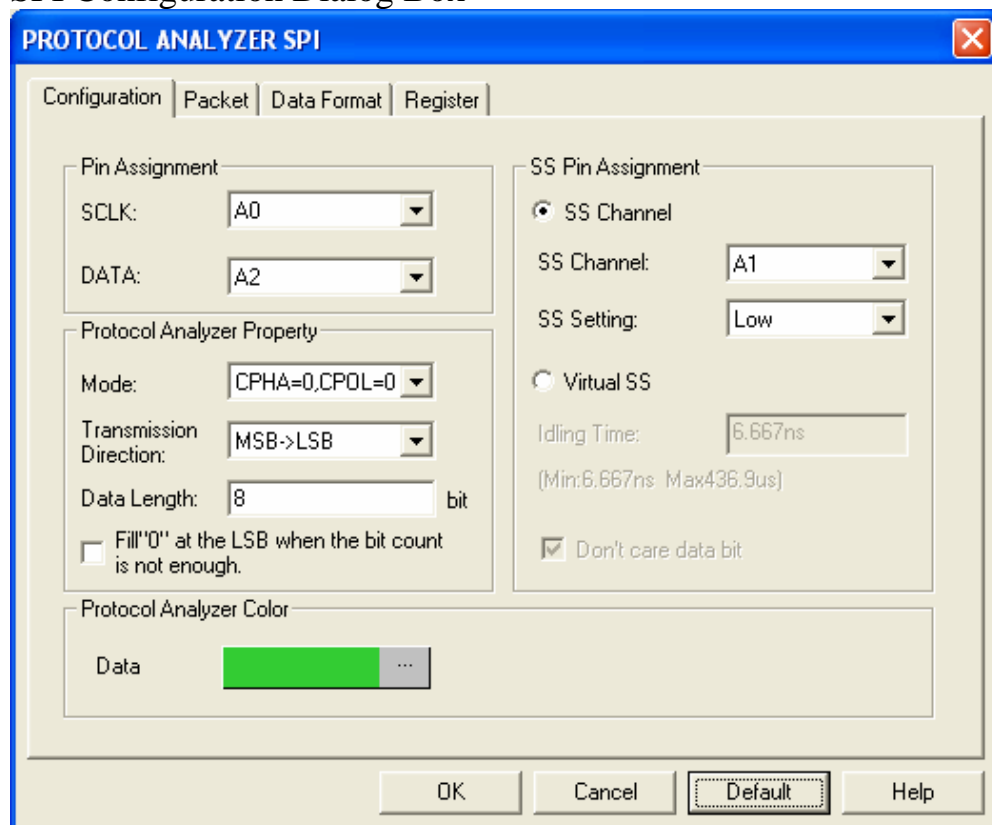 SPI Configuration Dialog Box
PROTOCOL ANALYZER SPI
Configuration
Packet
Data Format
Register
Pin Assignment
SCLK:
A0
DATA:
A2
Protocol Analyzer Property
Mode:
CPHA=0,CPOL=0
Transmission
Direction:
MSB->LSB
Data Length:
8
bit
Fill"0" at the LSB when the bit count
is not enough.
SS Pin Assignment
SS Channel
SS Channel:
A1
SS Setting:
Low
Virtual SS
Idling Time:
6.667ns
(Min:6.667ns Max436.9us)
Don't care data bit
Protocol Analyzer Color
Data
...
OK
Cancel
Default
Help